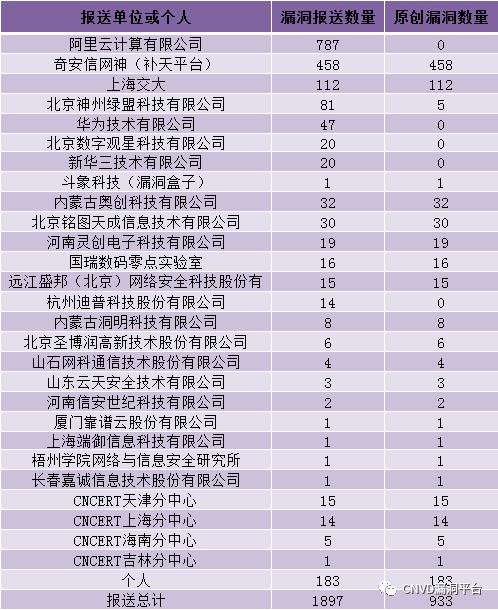 报送单位或个人 漏洞报送数量 原创漏洞数量
阿里云计算有限公司 787 0
奇安信网神（补天平台） 458 458
上海交大 112 112
北京神州绿盟科技有限公司 81 5
华为技术有限公司 47 0
北京数字观星科技有限公司 20 0
新华三技术有限公司 20 0
斗象科技（漏洞盒子） 1 1
内蒙古奥创科技有限公司 32 32
北京铭图天成信息技术有限公司 30 30
河南灵创电子科技有限公司 19 19
国瑞数码零点实验室 16 16
远江盛邦（北京）网络安全科技股份有 15 15
杭州迪普科技股份有限公司 14 0
内蒙古洞明科技有限公司 8 8
北京圣博润高新技术股份有限公司 6 6
山石网科通信技术股份有限公司 4 4
山东云天安全技术有限公司 3 3
河南信安世纪科技有限公司 2 2
厦门靠谱云股份有限公司 1 1
上海端御信息科技有限公司 1 1
梧州学院网络与信息安全研究所 1 1
长春嘉诚信息技术股份有限公司 1 1
CNCERT天津分中心 15 15
CNCERT上海分中心 14 14
CNCERT海南分中心 5 5
CNCERT吉林分中心 1 1
个人 183 183
报送总计 1897 933
CNVD漏洞平台